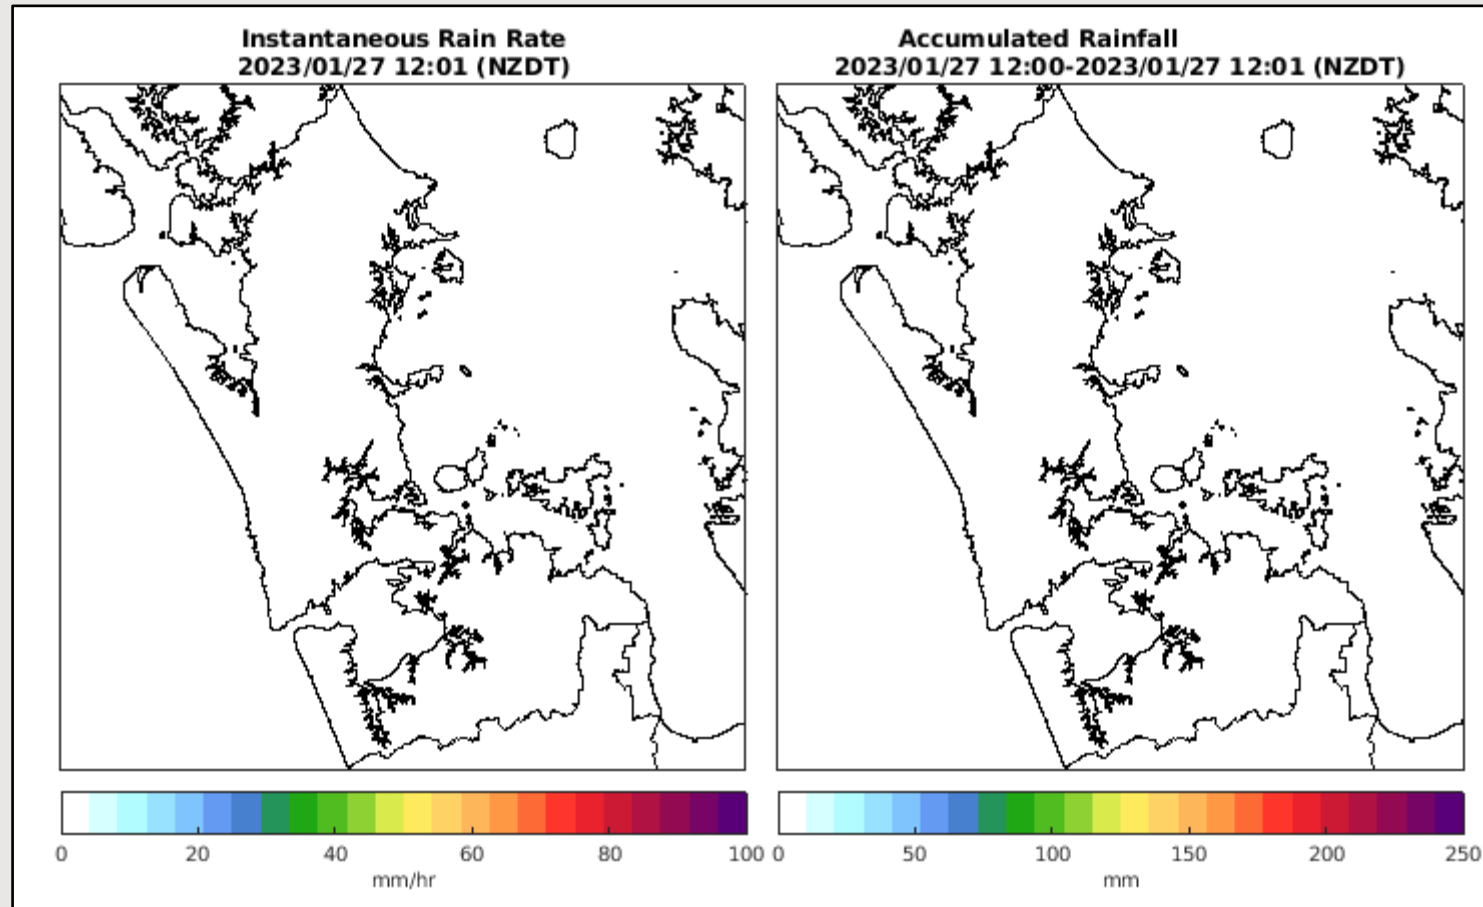 Instantaneous Rain Rate
2023/01/27 12:01 (NZDT)
0 20 40 60 80 100
mm/hr
Accumulated Rainfall
2023/01/27 12:00-2023/01/27 12:01 (NZDT)
0 50 100 150 200 250
mm